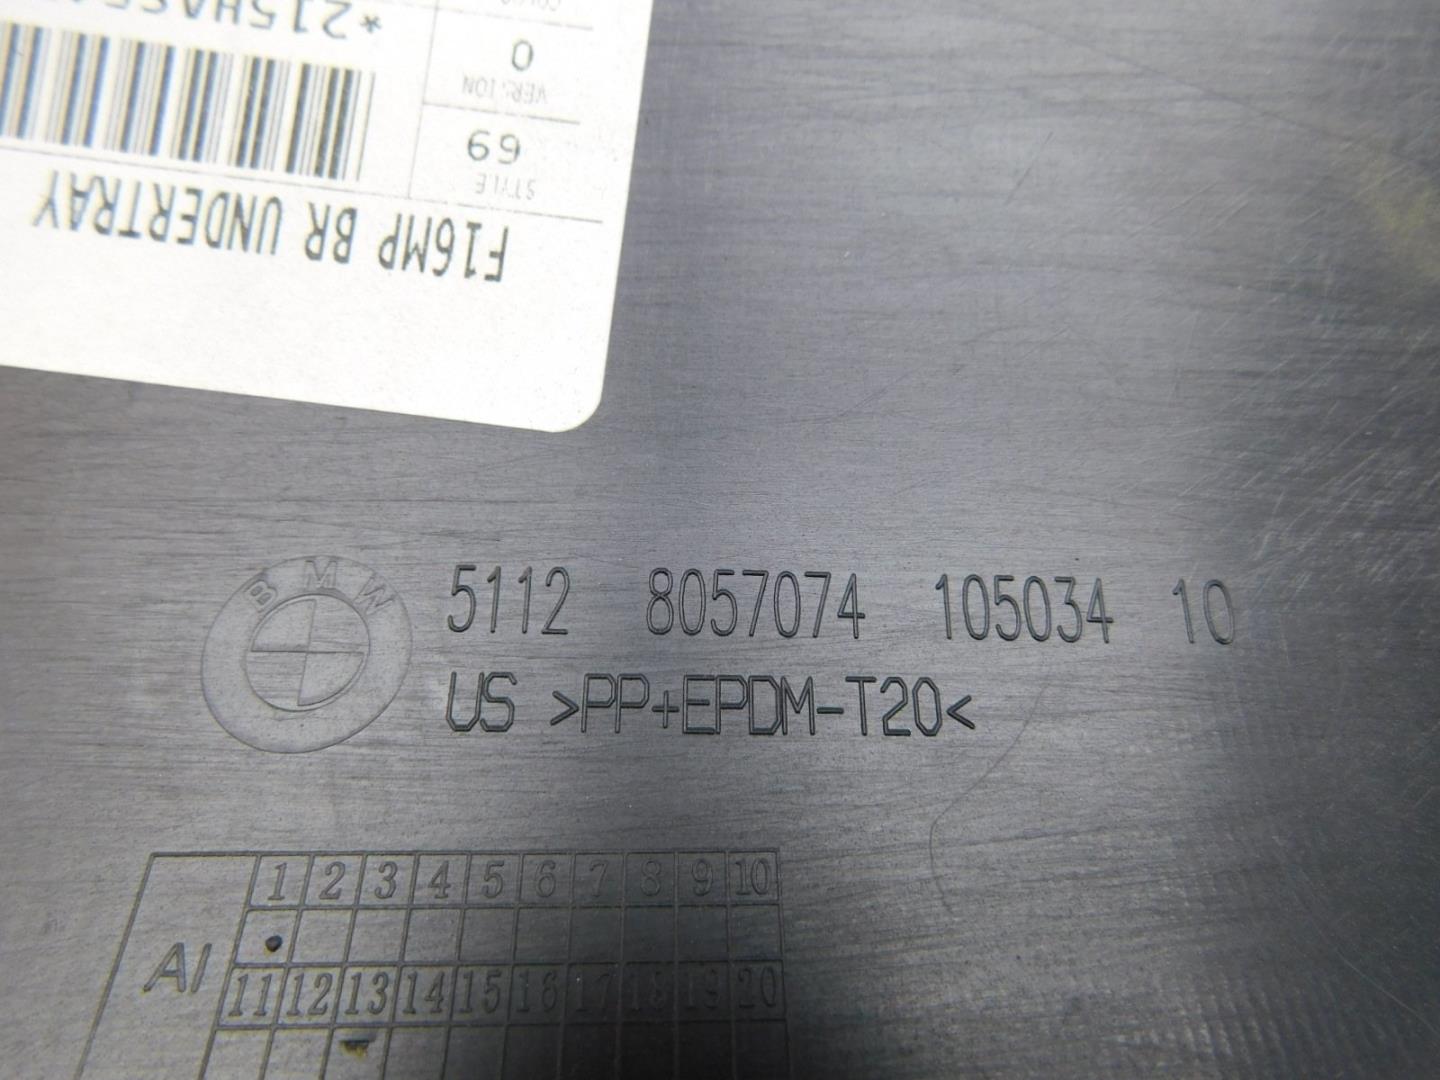 F16MP BR UNDERTRAY
STYLE
69
VERSION
0
BMW
5112 8057074 105034 10
US >PP+EPDM-T20<
1 2 3 4 5 6 7 8 9 10
AI
11 12 13 14 15 16 17 18 19 20